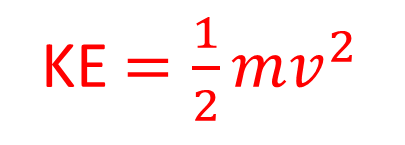 KE = 1/2 mv²